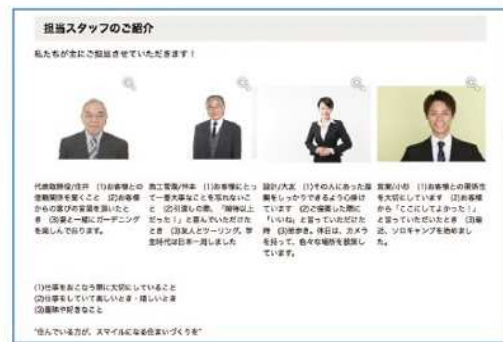 担当スタッフのご紹介
私たちが主にご担当させていただきます！
代表取締役/住井 (1)お客様との
信頼関係を築くこと (2)お客様
からの喜びの言葉を頂いたと
き (3)妻と一緒にガーデニング
を楽しんでおります。
施工管理/林本 (1)お客様にとっ
て一番大事なことを忘れないこ
と (2)引渡しの際、「期待以上
だった！」と喜んでいただけた
とき (3)友人とツーリング。学
生時代は日本一周しました
設計/大友 (1)その人にあった提
案をしっかりできるよう心掛け
ています (2)ご提案した際に
「いいね」と言っていただけた
時 (3)街歩き。休日は、カメラ
を持って、色々な場所を散策し
ています。
営業/小杉 (1)お客様との関係性
を大切にしています (2)お客様
から「ここにしてよかった！」
と言っていただいたとき (3)最
近、ソロキャンプを始めまし
た。
(1)仕事をおこなう際に大切にしていること
(2)仕事をしていて楽しいとき・嬉しいとき
(3)趣味や好きなこと
"住んでいる方が、スマイルになる住まいづくりを"